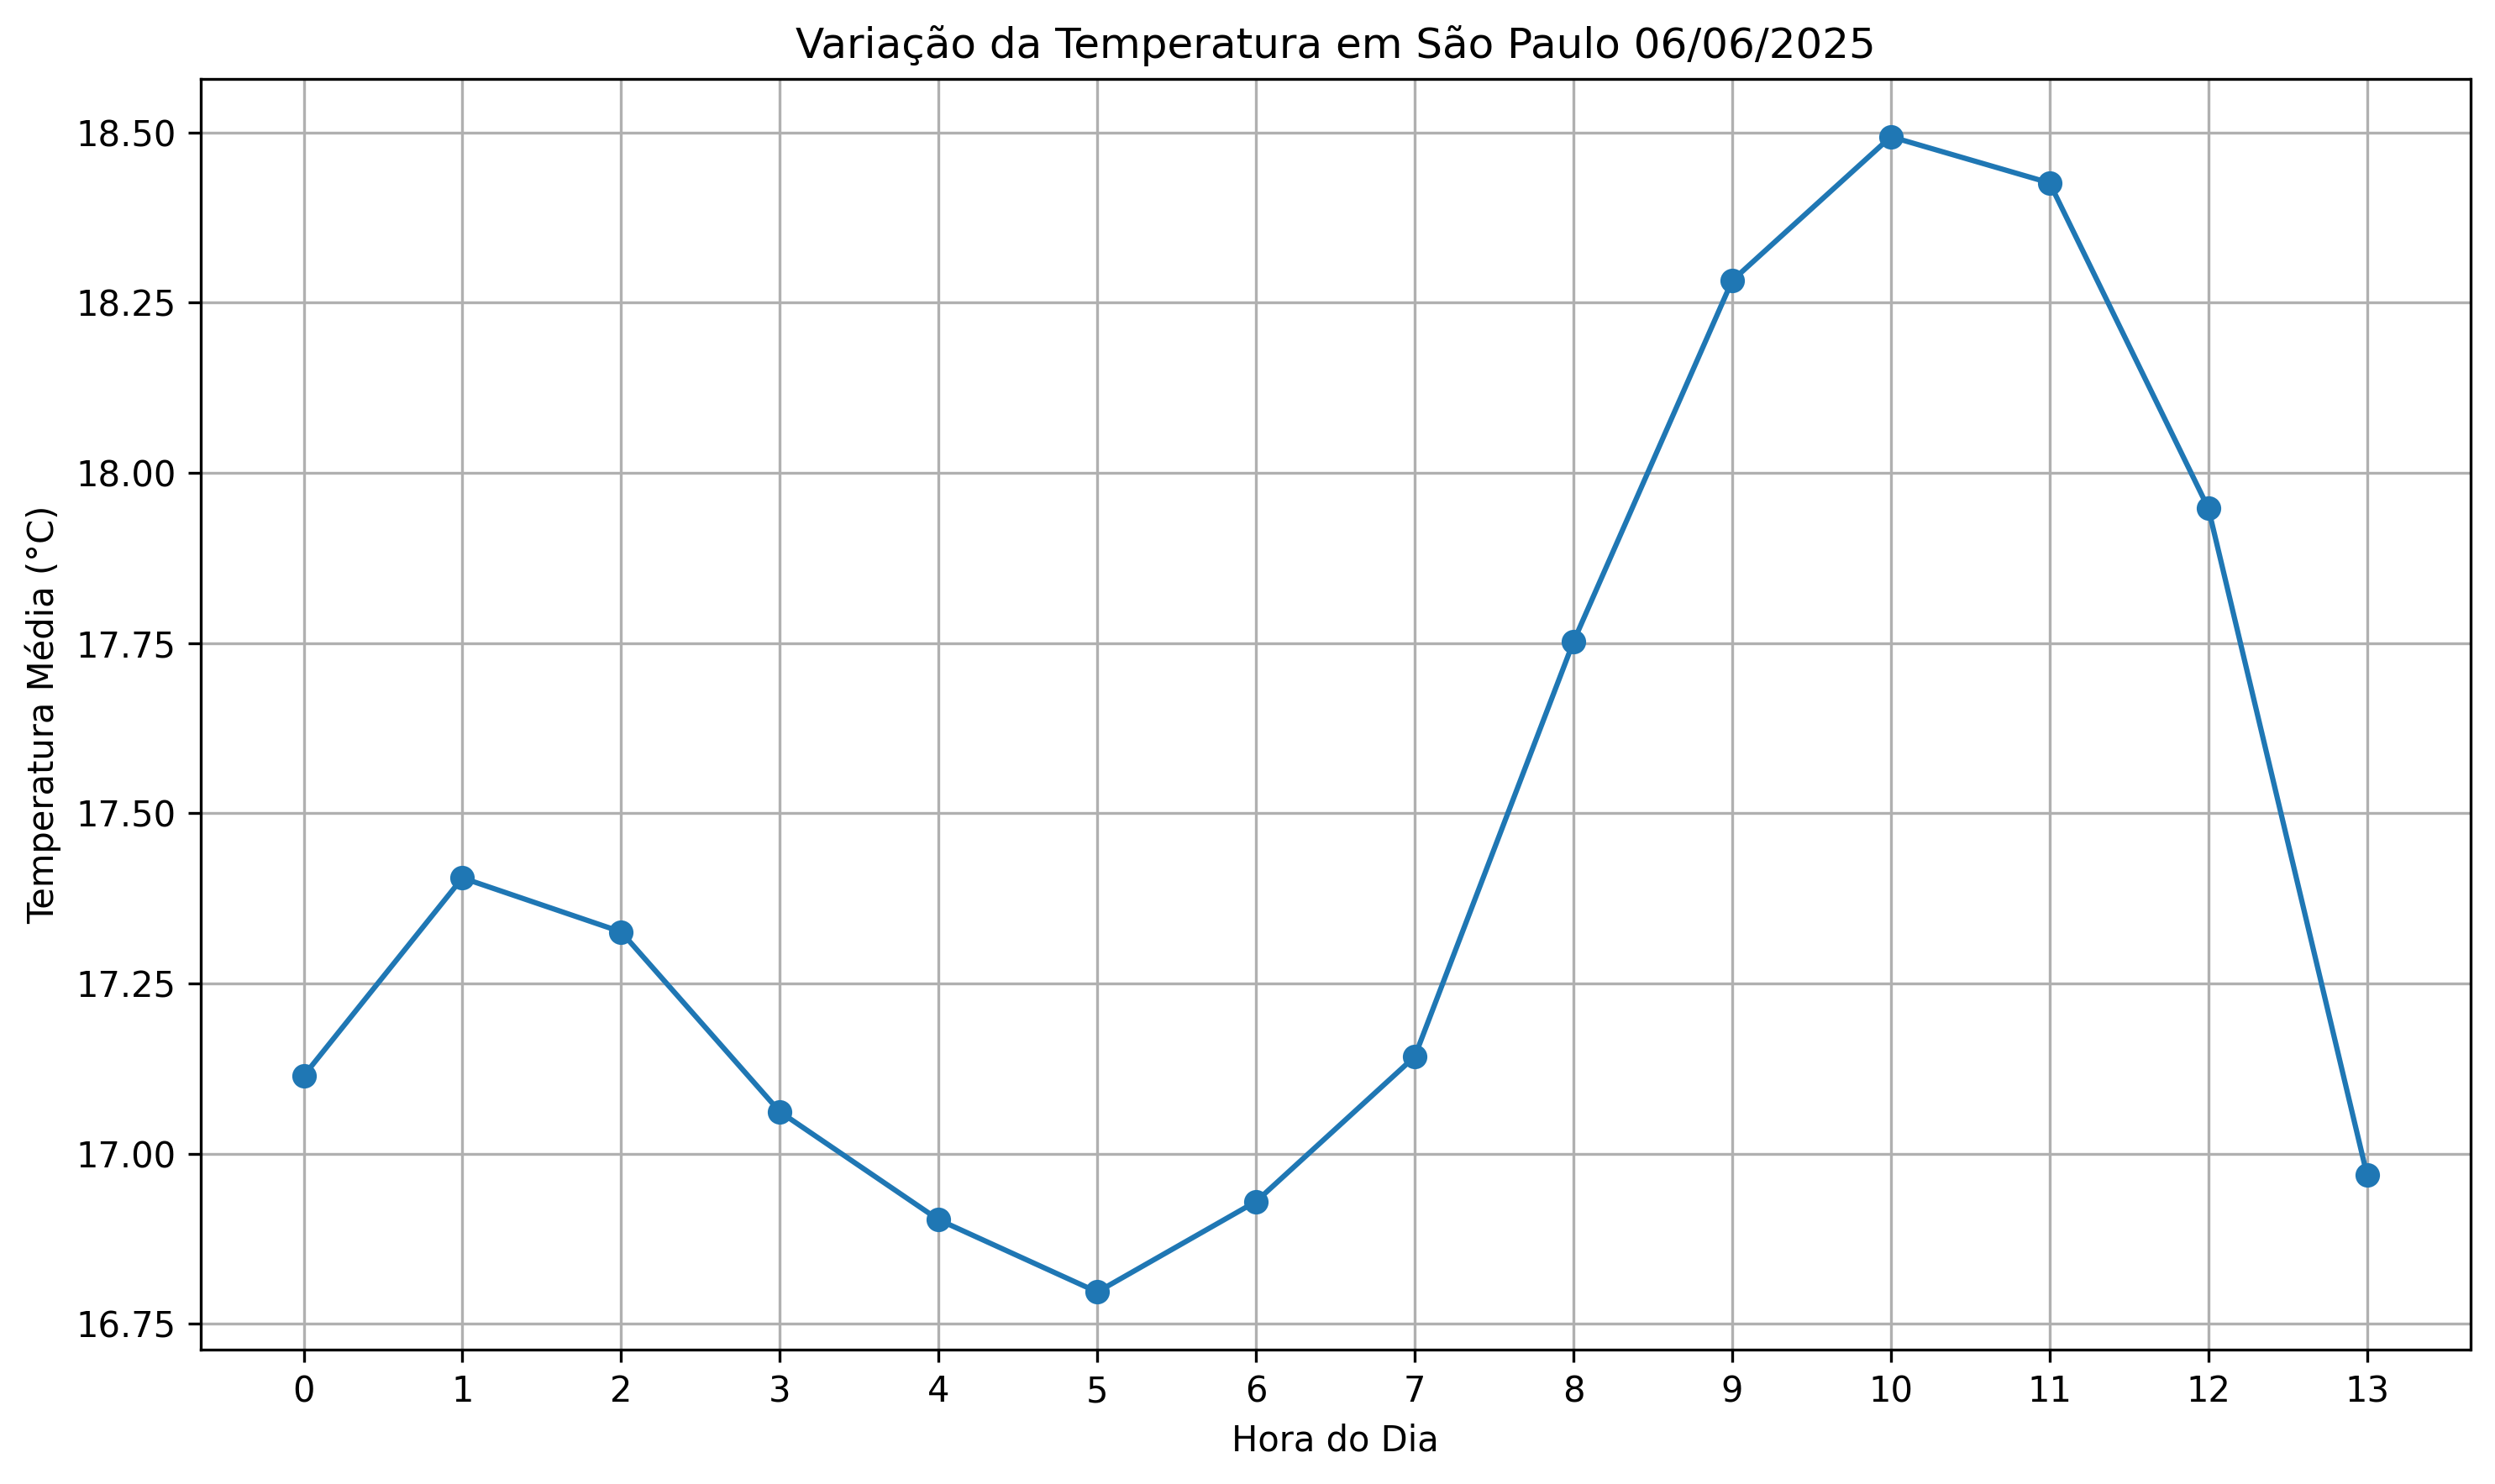 Variação da Temperatura em São Paulo 06/06/2025
Temperatura Média (°C)
18.50
18.25
18.00
17.75
17.50
17.25
17.00
16.75
0 1 2 3 4 5 6 7 8 9 10 11 12 13
Hora do Dia